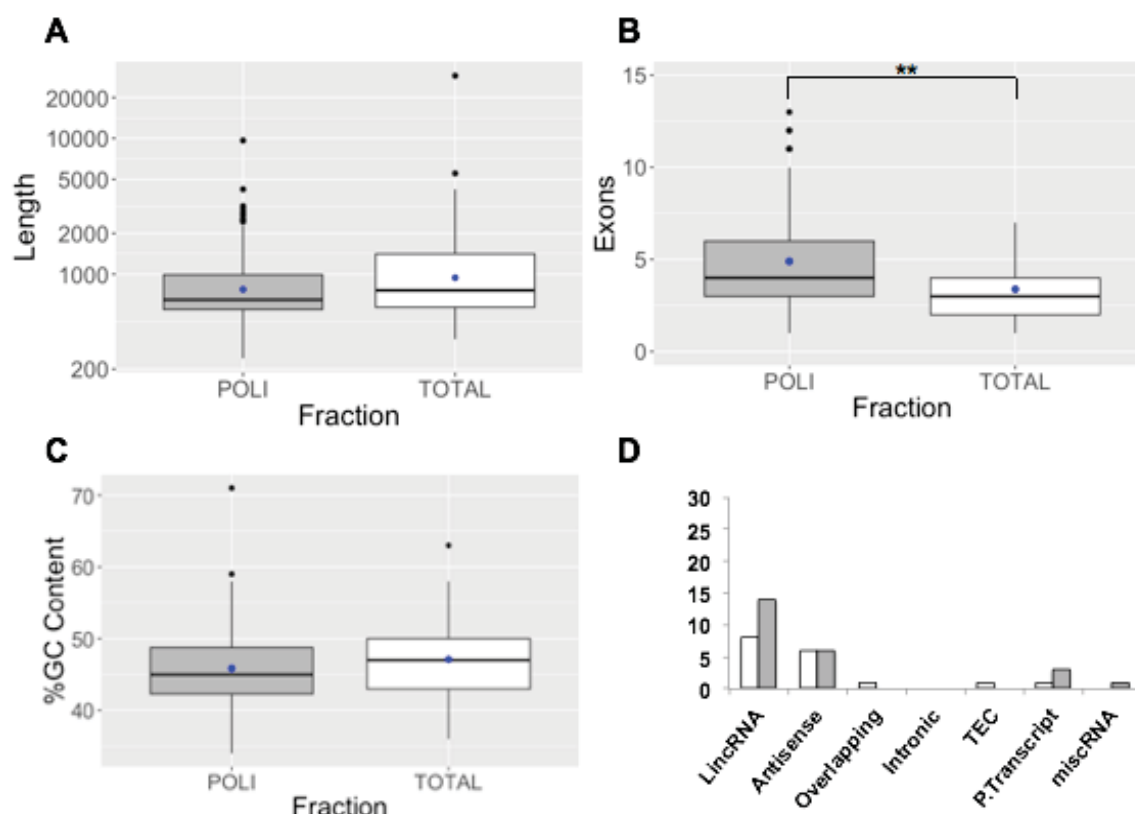 A
20000
10000
5000
2000
1000
200
Length
POLI
TOTAL
Fraction
B
**
15
10
5
0
Exons
POLI
TOTAL
Fraction
C
70
60
50
40
%GC Content
POLI
TOTAL
Fraction
D
30
25
20
15
10
5
0
LincRNA
Antisense
Overlapping
Intronic
TEC
P.Transcript
miscRNA